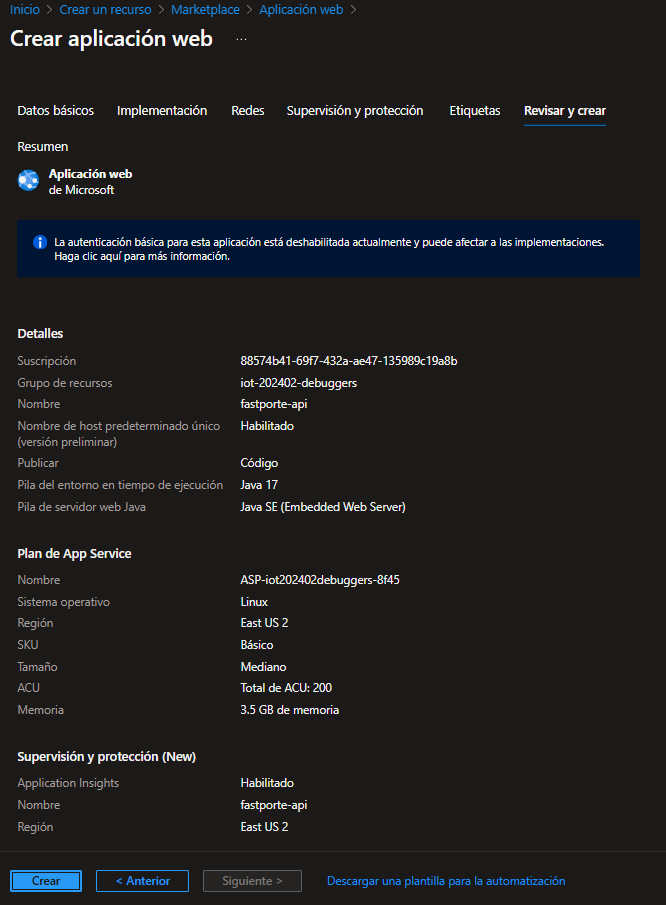 Inicio > Crear un recurso > Marketplace > Aplicación web >
Crear aplicación web ...
Datos básicos Implementación Redes Supervisión y protección Etiquetas Revisar y crear
Resumen
Aplicación web
de Microsoft
La autenticación básica para esta aplicación está deshabilitada actualmente y puede afectar a las implementaciones.
Haga clic aquí para más información.
Detalles
Suscripción 88574b41-69f7-432a-ae47-135989c19a8b
Grupo de recursos iot-202402-debuggers
Nombre fastporte-api
Nombre de host predeterminado único Habilitado
(versión preliminar)
Publicar Código
Pila del entorno en tiempo de ejecución Java 17
Pila de servidor web Java Java SE (Embedded Web Server)
Plan de App Service
Nombre ASP-iot202402debuggers-8f45
Sistema operativo Linux
Región East US 2
SKU Básico
Tamaño Mediano
ACU Total de ACU: 200
Memoria 3.5 GB de memoria
Supervisión y protección (New)
Application Insights Habilitado
Nombre fastporte-api
Región East US 2
Crear < Anterior Siguiente > Descargar una plantilla para la automatización